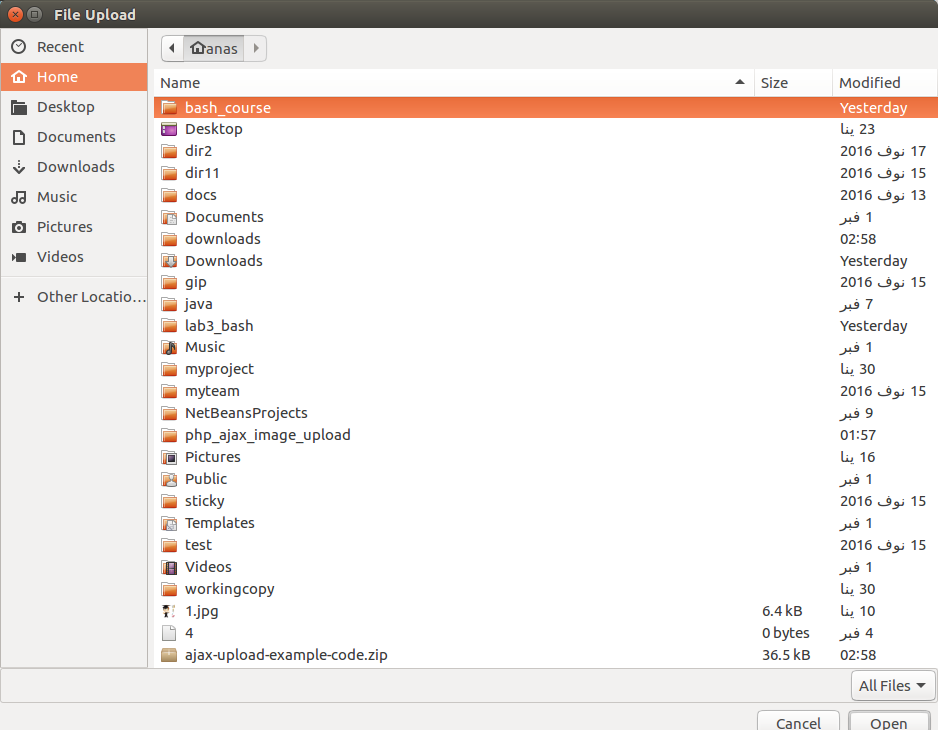 File Upload
Recent
Home
Desktop
Documents
Downloads
Music
Pictures
Videos
Other Locatio...
anas
Name Size Modified
bash_course Yesterday
Desktop 23 ينا
dir2 17 نوف 2016
dir11 15 نوف 2016
docs 13 نوف 2016
Documents 1 فبر
downloads 02:58
Downloads Yesterday
gip 15 نوف 2016
java 7 فبر
lab3_bash Yesterday
Music 1 فبر
myproject 30 ينا
myteam 15 نوف 2016
NetBeansProjects 9 فبر
php_ajax_image_upload 01:57
Pictures 16 ينا
Public 1 فبر
sticky 15 نوف 2016
Templates 1 فبر
test 15 نوف 2016
Videos 1 فبر
workingcopy 30 ينا
1.jpg 6.4 kB 10 ينا
4 0 bytes 4 فبر
ajax-upload-example-code.zip 36.5 kB 02:58
All Files
Cancel Open